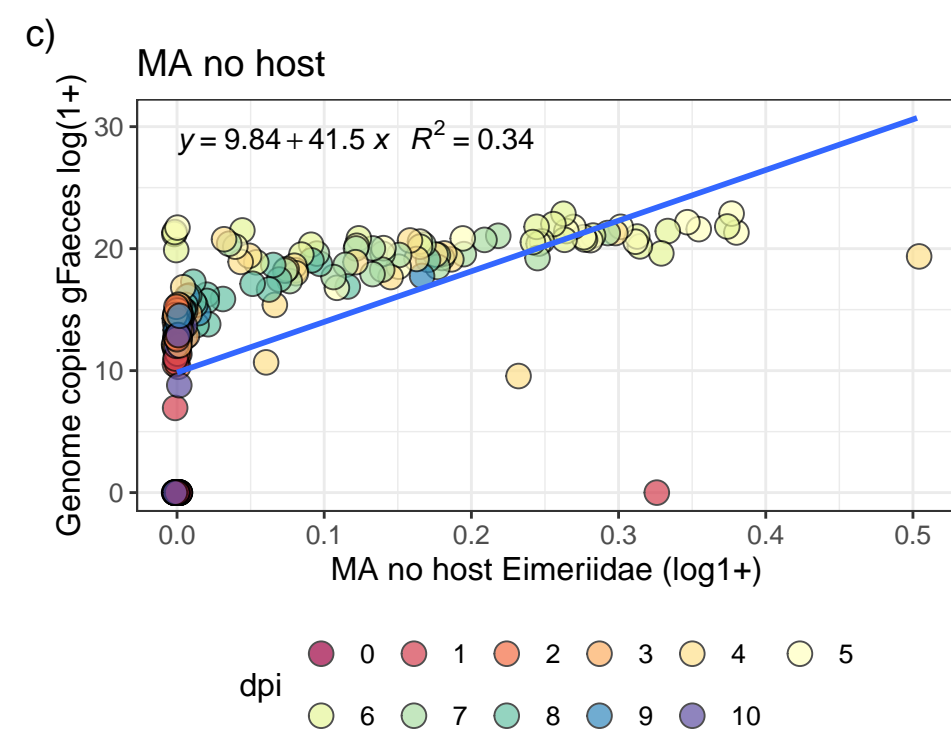 c)
MA no host
Genome copies gFaeces log(1+)
y = 9.84 + 41.5 x R² = 0.34
30
20
10
0
0.0 0.1 0.2 0.3 0.4 0.5
MA no host Eimeriidae (log1+)
dpi
0 1 2 3 4 5
6 7 8 9 10